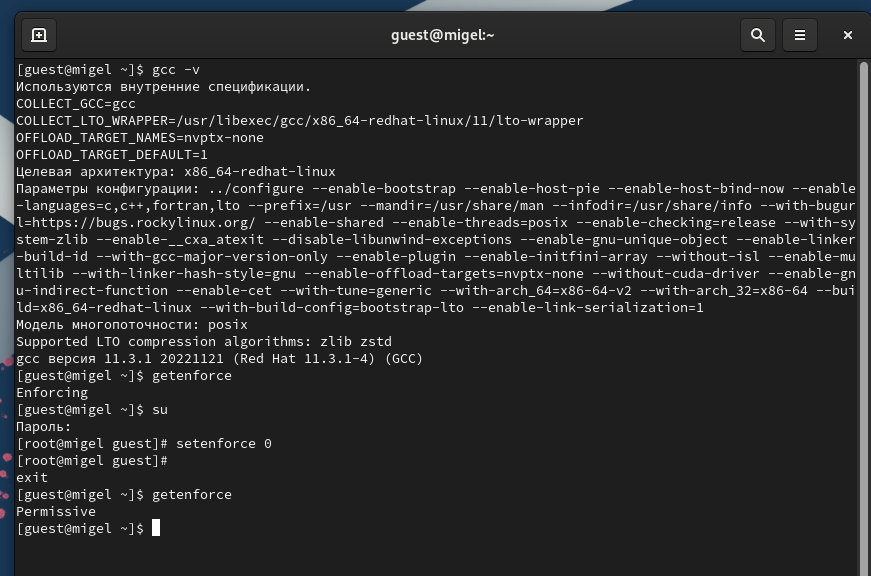 guest@migel:~
[guest@migel ~]$ gcc -v
Используются внутренние спецификации.
COLLECT_GCC=gcc
COLLECT_LTO_WRAPPER=/usr/libexec/gcc/x86_64-redhat-linux/11/lto-wrapper
OFFLOAD_TARGET_NAMES=nvptx-none
OFFLOAD_TARGET_DEFAULT=1
Целевая архитектура: x86_64-redhat-linux
Параметры конфигурации: ../configure --enable-bootstrap --enable-host-pie --enable-host-bind-now --enable
-languages=c,c++,fortran,lto --prefix=/usr --mandir=/usr/share/man --infodir=/usr/share/info --with-bugur
l=https://bugs.rockylinux.org/ --enable-shared --enable-threads=posix --enable-checking=release --with-sy
stem-zlib --enable-__cxa_atexit --disable-libunwind-exceptions --enable-gnu-unique-object --enable-linker
-build-id --with-gcc-major-version-only --enable-plugin --enable-initfini-array --without-isl --enable-mu
ltilib --with-linker-hash-style=gnu --enable-offload-targets=nvptx-none --without-cuda-driver --enable-gn
u-indirect-function --enable-cet --with-tune=generic --with-arch_64=x86-64-v2 --with-arch_32=x86-64 --bui
ld=x86_64-redhat-linux --with-build-config=bootstrap-lto --enable-link-serialization=1
Модель многопоточности: posix
Supported LTO compression algorithms: zlib zstd
gcc версия 11.3.1 20221121 (Red Hat 11.3.1-4) (GCC)
[guest@migel ~]$ getenforce
Enforcing
[guest@migel ~]$ su
Пароль:
[root@migel guest]# setenforce 0
[root@migel guest]#
exit
[guest@migel ~]$ getenforce
Permissive
[guest@migel ~]$